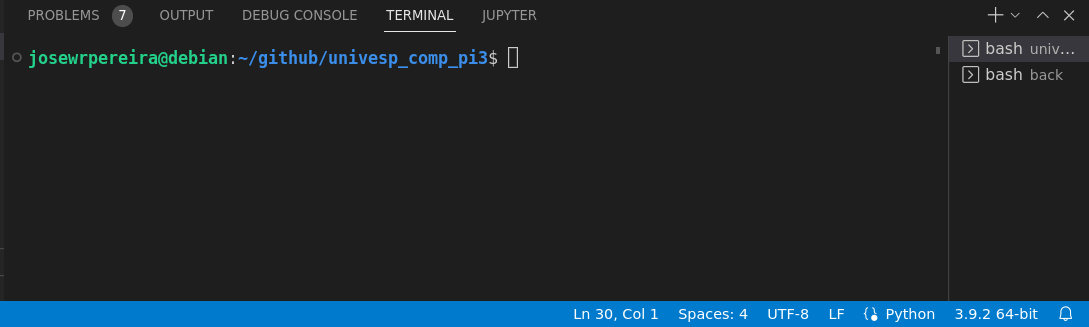 PROBLEMS 7 OUTPUT DEBUG CONSOLE TERMINAL JUPYTER
josewrpereira@debian:~/github/univesp_comp_pi3$
bash univ...
bash back
Ln 30, Col 1 Spaces: 4 UTF-8 LF Python 3.9.2 64-bit